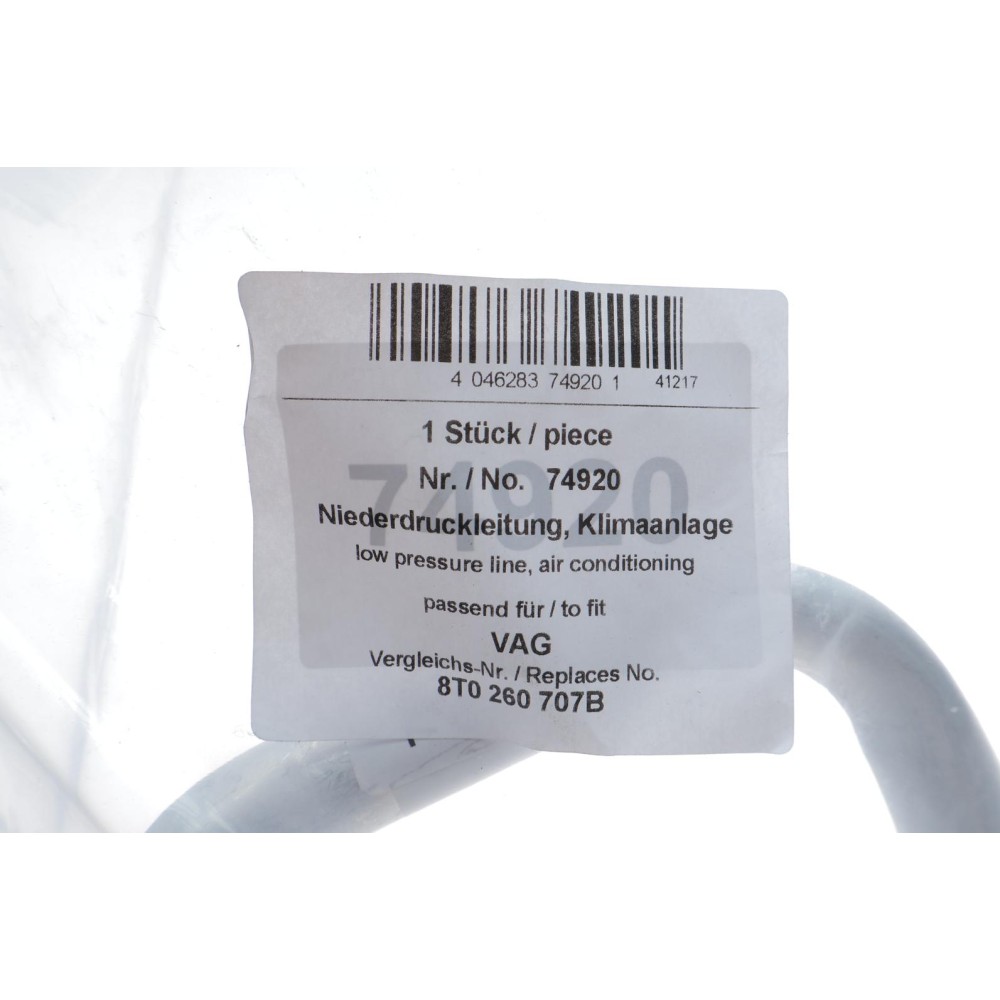 4 046283 74920 1 41217
1 Stück / piece
Nr. / No. 74920
74920
Niederdruckleitung, Klimaanlage
low pressure line, air conditioning
passend für / to fit
VAG
Vergleichs-Nr. / Replaces No.
8T0 260 707B